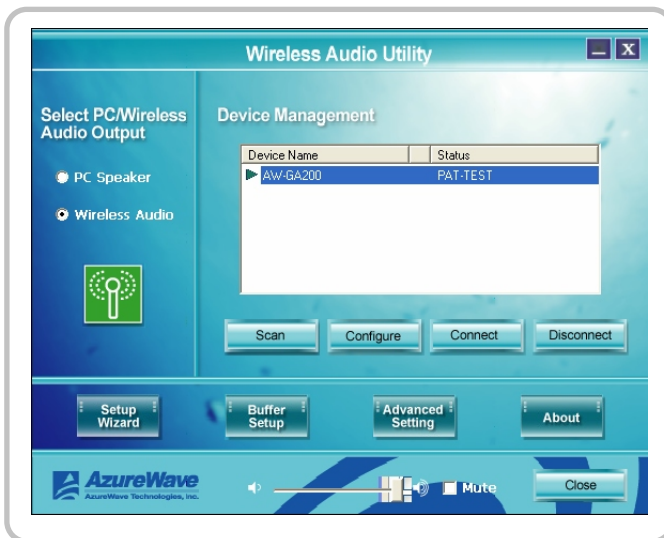 Wireless Audio Utility
X
Select PC/Wireless
Audio Output
PC Speaker
Wireless Audio
Device Management
Device Name Status
AW-GA200 PAT-TEST
Scan Configure Connect Disconnect
Setup
Wizard
Buffer
Setup
Advanced
Setting
About
AzureWave
AzureWave Technologies, Inc.
Mute
Close